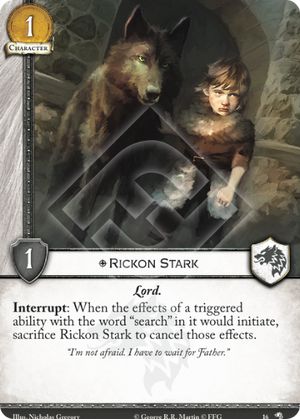 1
CHARACTER
RICKON STARK
1
Lord.
Interrupt: When the effects of a triggered
ability with the word “search” in it would initiate,
sacrifice Rickon Stark to cancel those effects.
"I'm not afraid. I have to wait for Father."
Illus. Nicholas Gregory
© George R.R. Martin © FFG
16